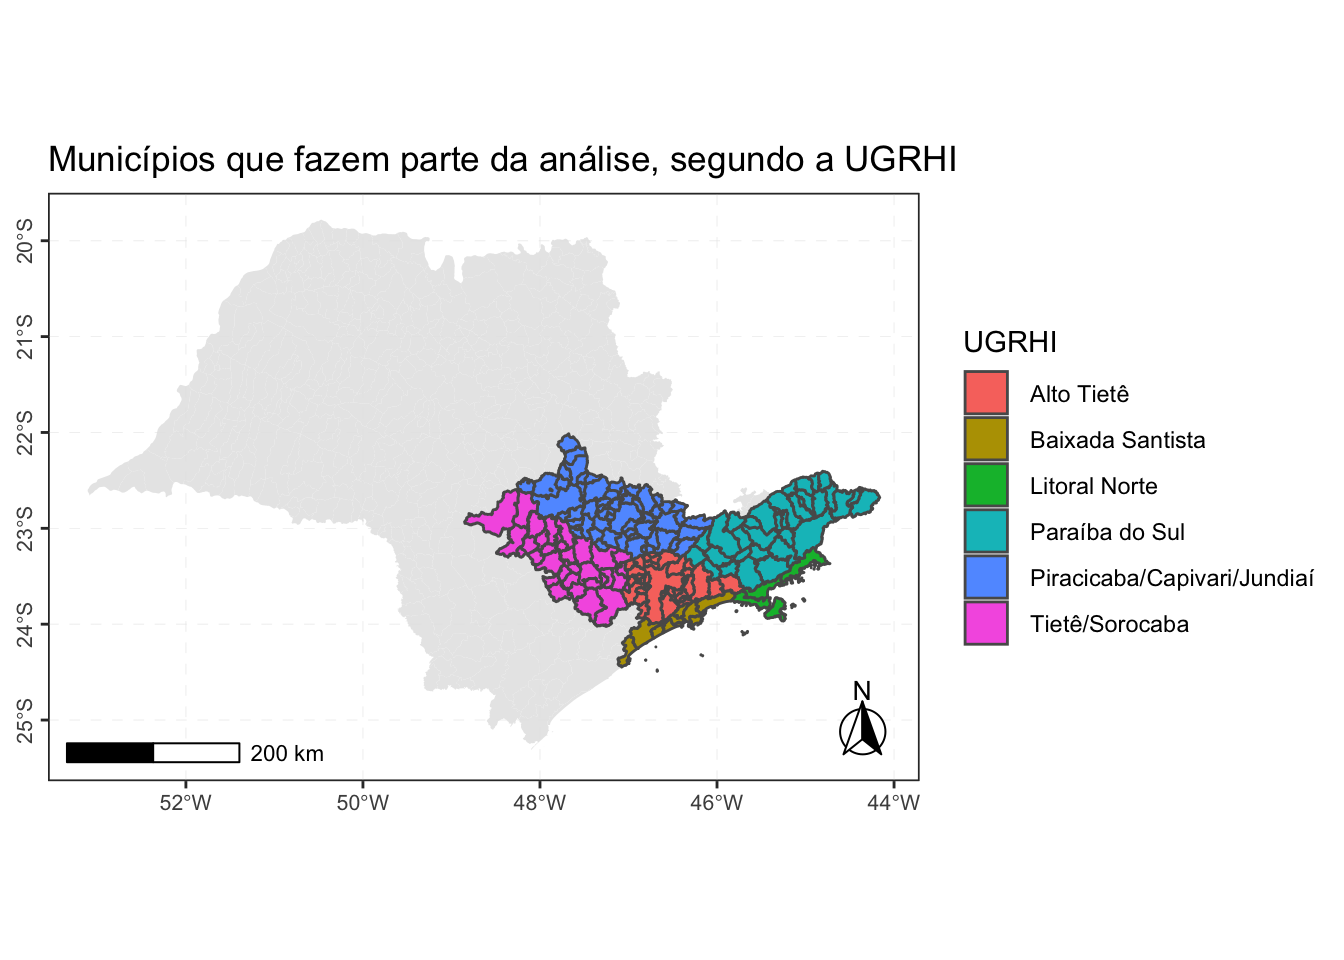 Municípios que fazem parte da análise, segundo a UGRHI
20°S
21°S
22°S
23°S
24°S
25°S
52°W
50°W
48°W
46°W
44°W
200 km
N
UGRHI
Alto Tietê
Baixada Santista
Litoral Norte
Paraíba do Sul
Piracicaba/Capivari/Jundiaí
Tietê/Sorocaba